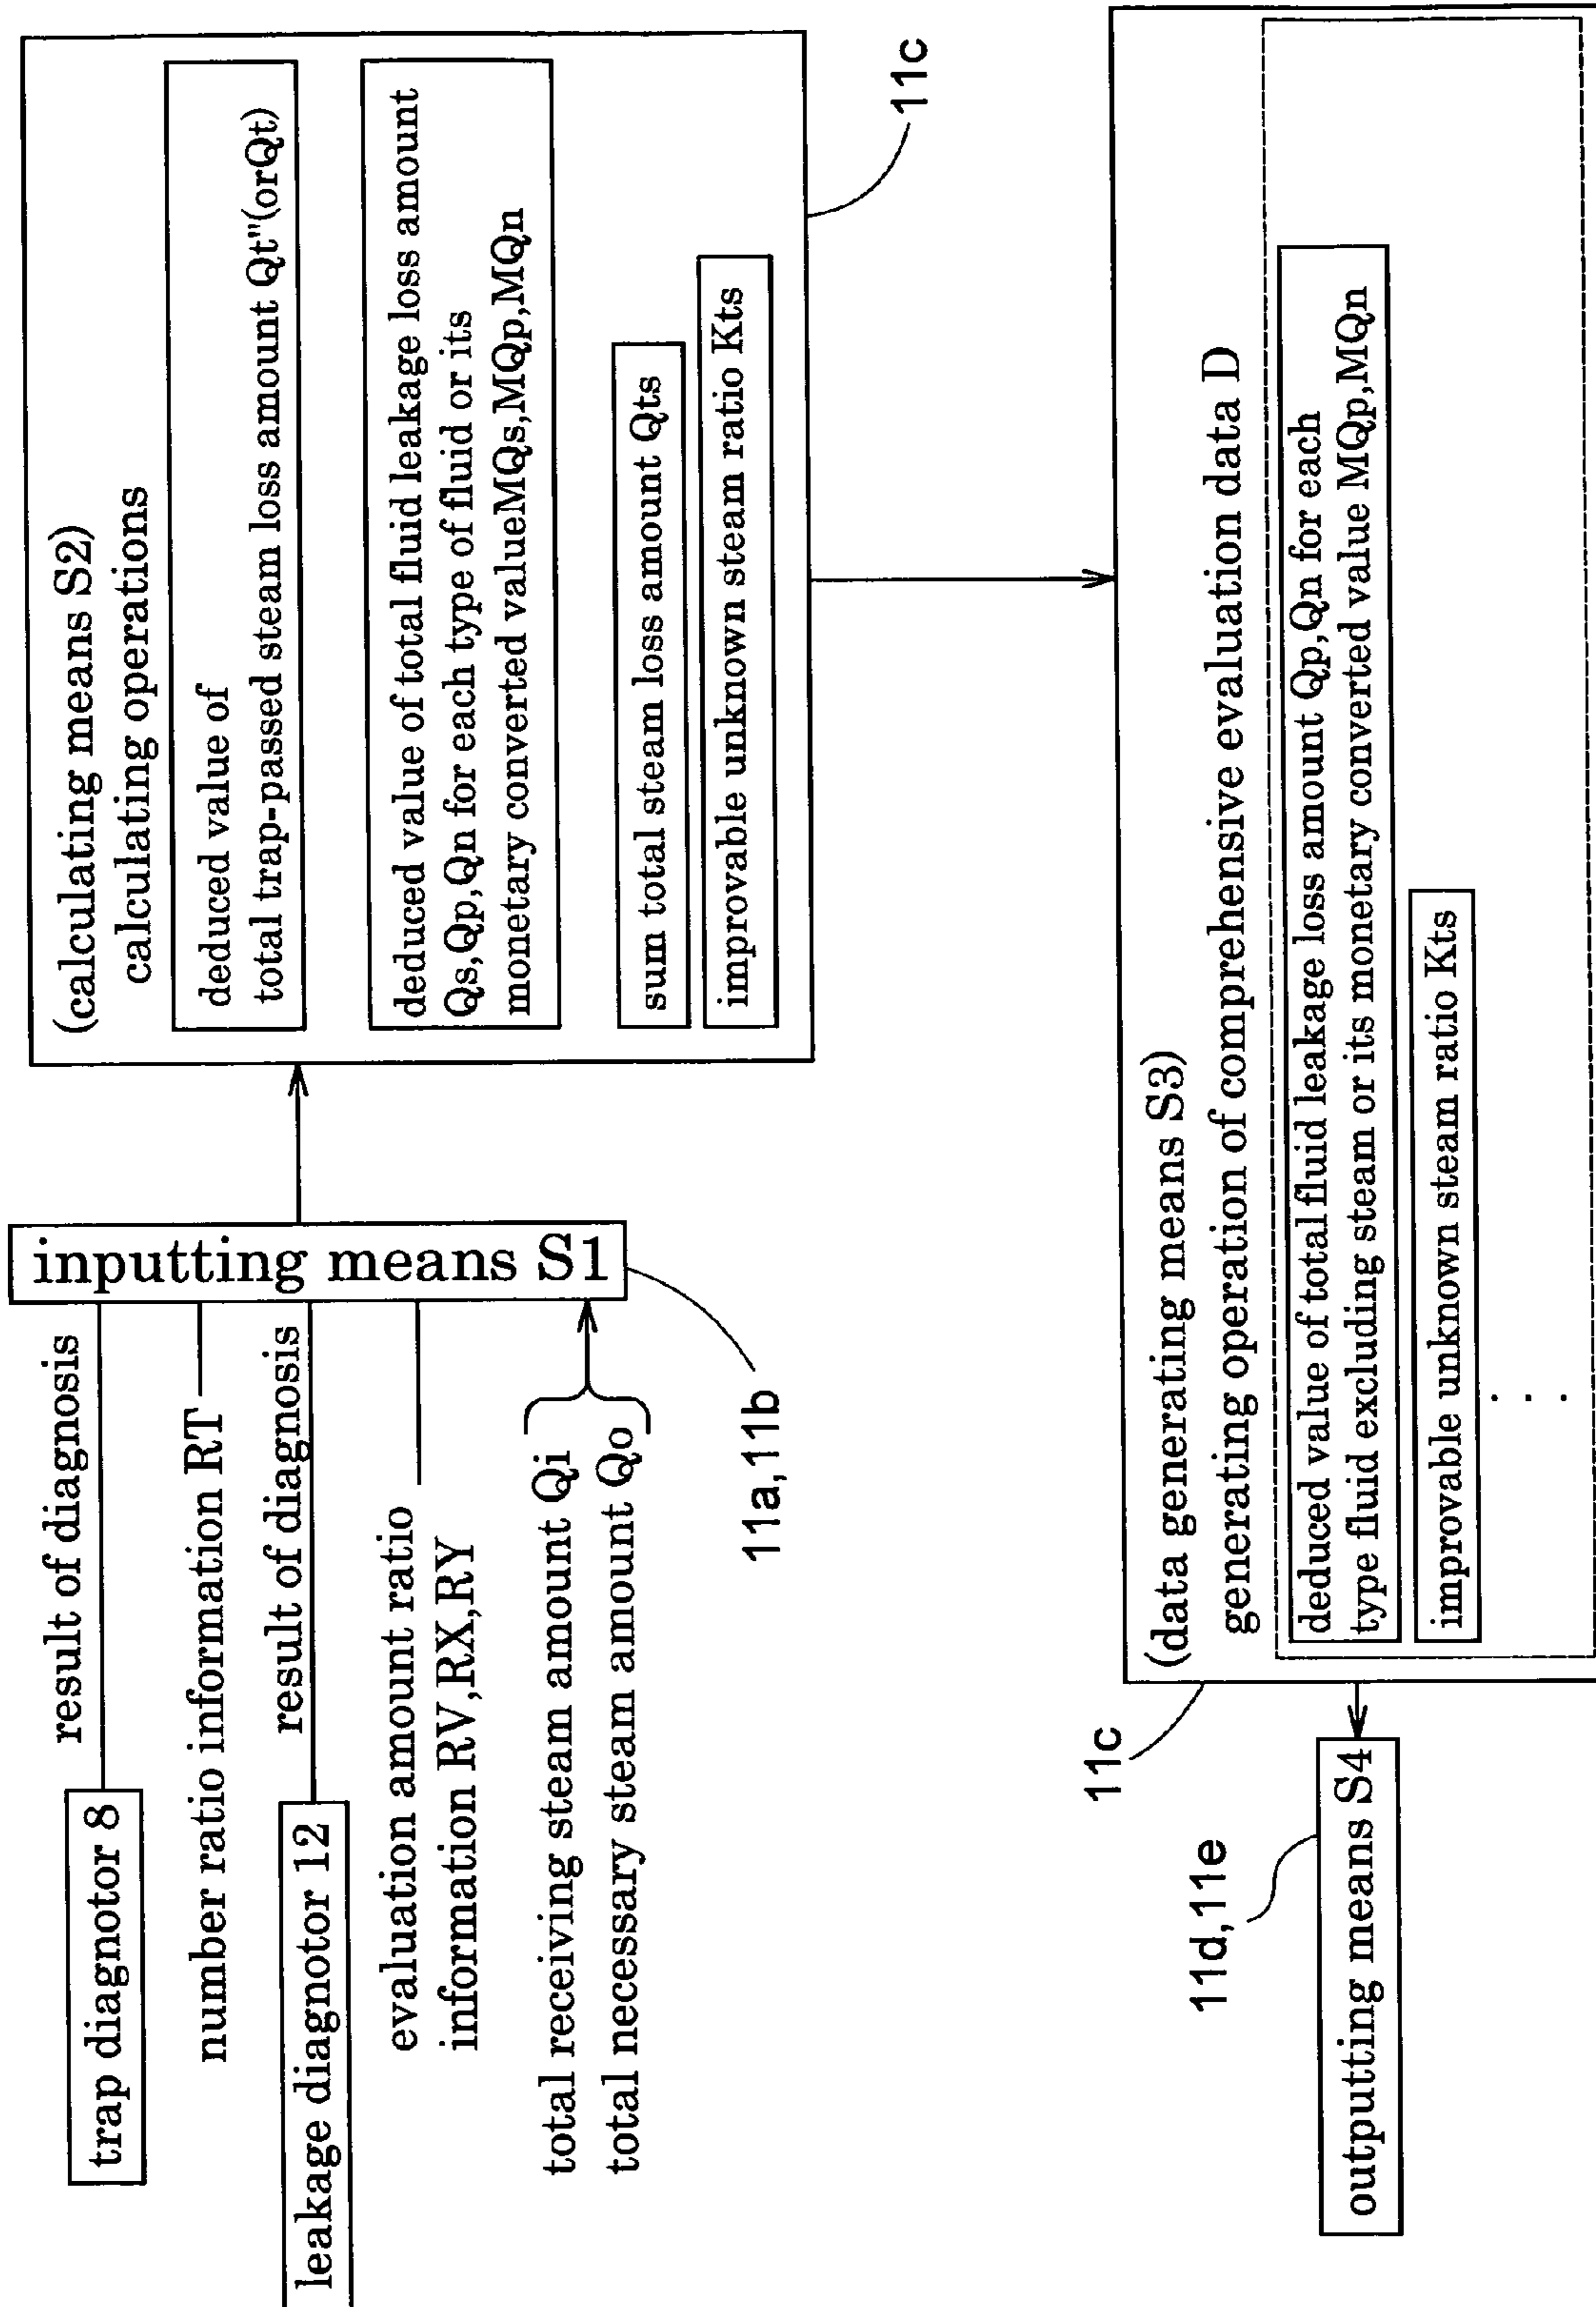 trap diagnotor 8
result of diagnosis
number ratio information RT
leakage diagnotor 12
result of diagnosis
evaluation amount ratio
information RV,RX,RY
total receiving steam amount Qi
total necessary steam amount Qo
inputting means S1
11a,11b
(calculating means S2)
calculating operations
deduced value of
total trap-passed steam loss amount Qt"(orQt)
deduced value of total fluid leakage loss amount
Qs,Qp,Qn for each type of fluid or its
monetary converted valueMQs,MQp,MQn
sum total steam loss amount Qts
improvable unknown steam ratio Kts
11c
(data generating means S3)
generating operation of comprehensive evaluation data D
deduced value of total fluid leakage loss amount Qp,Qn for each
type fluid excluding steam or its monetary converted value MQp,MQn
improvable unknown steam ratio Kts
. . .
11c
11d,11e
outputting means S4